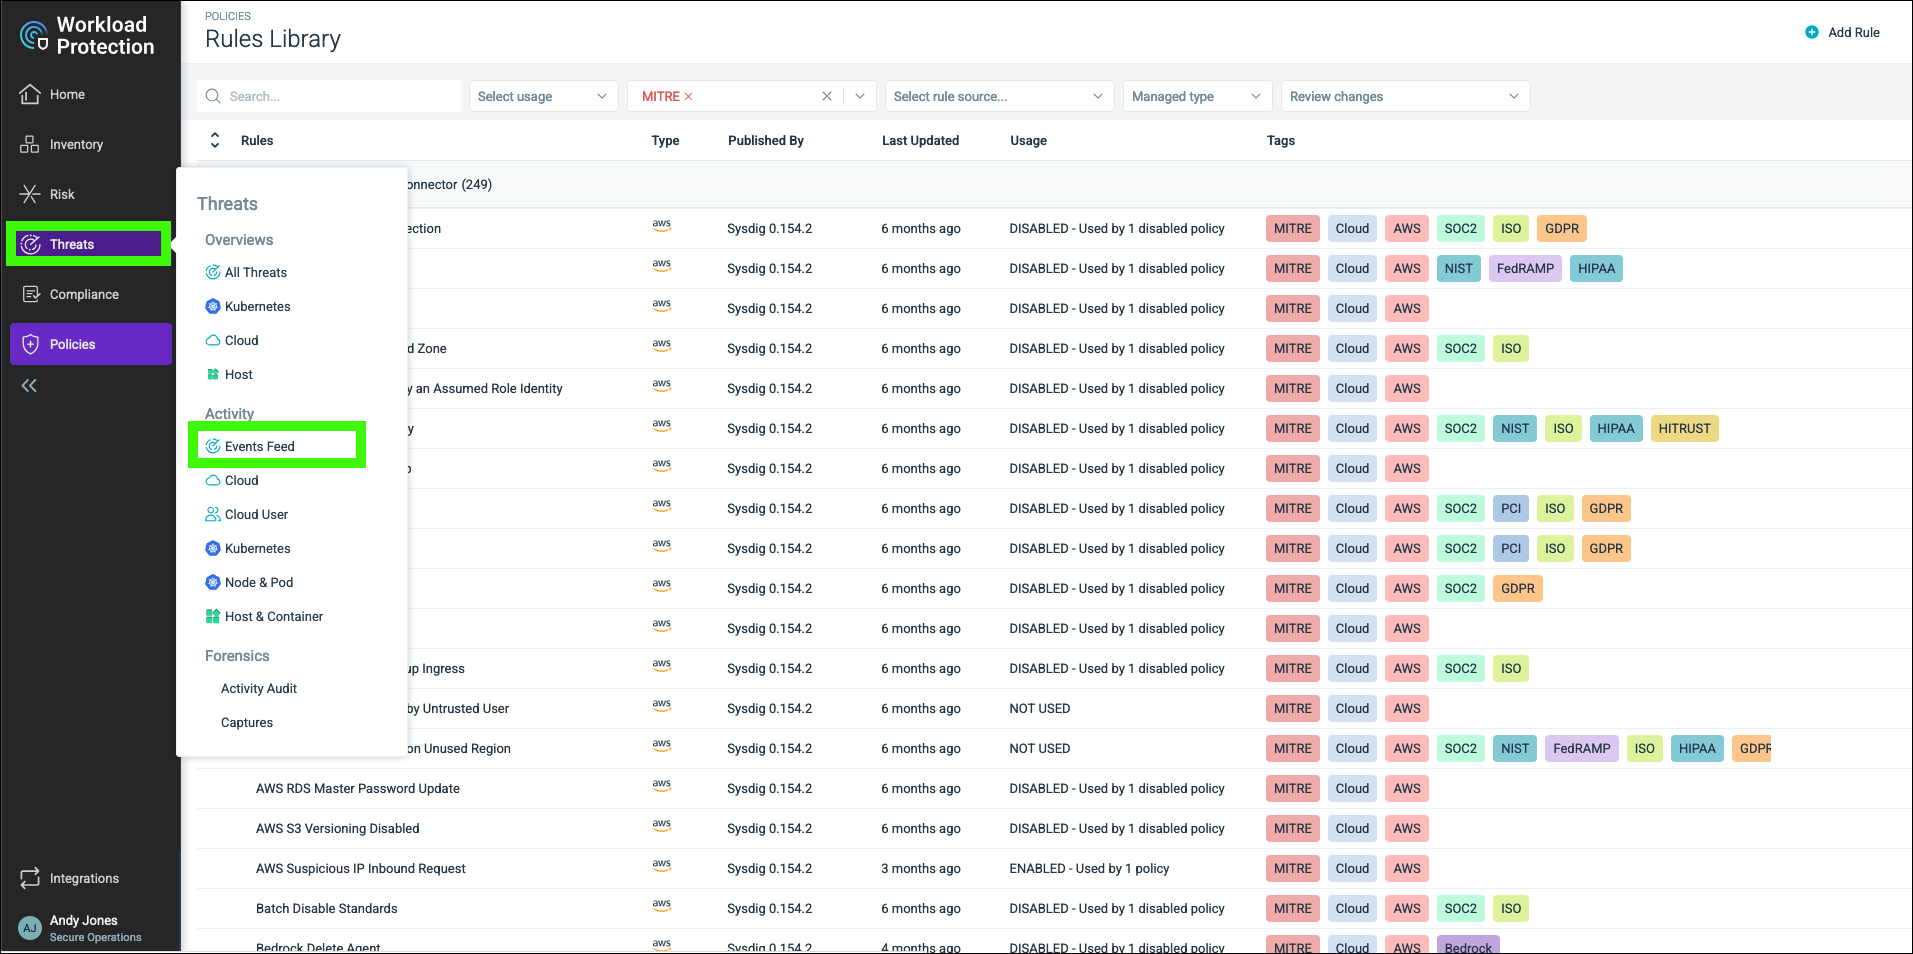 Workload
Protection
Home
Inventory
Risk
Threats
Compliance
Policies
Integrations
AJ
Andy Jones
Secure Operations
POLICIES
Rules Library
Add Rule
Search...
Select usage
MITRE
Select rule source...
Managed type
Review changes
Rules Type Published By Last Updated Usage Tags
onnector (249)
Threats
Overviews
All Threats
Kubernetes
Cloud
Host
Activity
Events Feed
Cloud
Cloud User
Kubernetes
Node & Pod
Host & Container
Forensics
Activity Audit
Captures
ection aws Sysdig 0.154.2 6 months ago DISABLED - Used by 1 disabled policy MITRE Cloud AWS SOC2 ISO GDPR
aws Sysdig 0.154.2 6 months ago DISABLED - Used by 1 disabled policy MITRE Cloud AWS NIST FedRAMP HIPAA
aws Sysdig 0.154.2 6 months ago DISABLED - Used by 1 disabled policy MITRE Cloud AWS
d Zone aws Sysdig 0.154.2 6 months ago DISABLED - Used by 1 disabled policy MITRE Cloud AWS SOC2 ISO
y an Assumed Role Identity aws Sysdig 0.154.2 6 months ago DISABLED - Used by 1 disabled policy MITRE Cloud AWS
y aws Sysdig 0.154.2 6 months ago DISABLED - Used by 1 disabled policy MITRE Cloud AWS SOC2 NIST ISO HIPAA HITRUST
aws Sysdig 0.154.2 6 months ago DISABLED - Used by 1 disabled policy MITRE Cloud AWS
aws Sysdig 0.154.2 6 months ago DISABLED - Used by 1 disabled policy MITRE Cloud AWS SOC2 PCI ISO GDPR
aws Sysdig 0.154.2 6 months ago DISABLED - Used by 1 disabled policy MITRE Cloud AWS SOC2 PCI ISO GDPR
aws Sysdig 0.154.2 6 months ago DISABLED - Used by 1 disabled policy MITRE Cloud AWS SOC2 GDPR
aws Sysdig 0.154.2 6 months ago DISABLED - Used by 1 disabled policy MITRE Cloud AWS
up Ingress aws Sysdig 0.154.2 6 months ago DISABLED - Used by 1 disabled policy MITRE Cloud AWS SOC2 ISO
by Untrusted User aws Sysdig 0.154.2 6 months ago NOT USED MITRE Cloud AWS
on Unused Region aws Sysdig 0.154.2 6 months ago NOT USED MITRE Cloud AWS SOC2 NIST FedRAMP ISO HIPAA GDPR
AWS RDS Master Password Update aws Sysdig 0.154.2 6 months ago DISABLED - Used by 1 disabled policy MITRE Cloud AWS
AWS S3 Versioning Disabled aws Sysdig 0.154.2 6 months ago DISABLED - Used by 1 disabled policy MITRE Cloud AWS
AWS Suspicious IP Inbound Request aws Sysdig 0.154.2 3 months ago ENABLED - Used by 1 policy MITRE Cloud AWS
Batch Disable Standards aws Sysdig 0.154.2 6 months ago DISABLED - Used by 1 disabled policy MITRE Cloud AWS SOC2 ISO
Bedrock Delete Agent aws Sysdig 0.154.2 4 months ago DISABLED - Used by 1 disabled policy MITRE Cloud AWS Bedrock